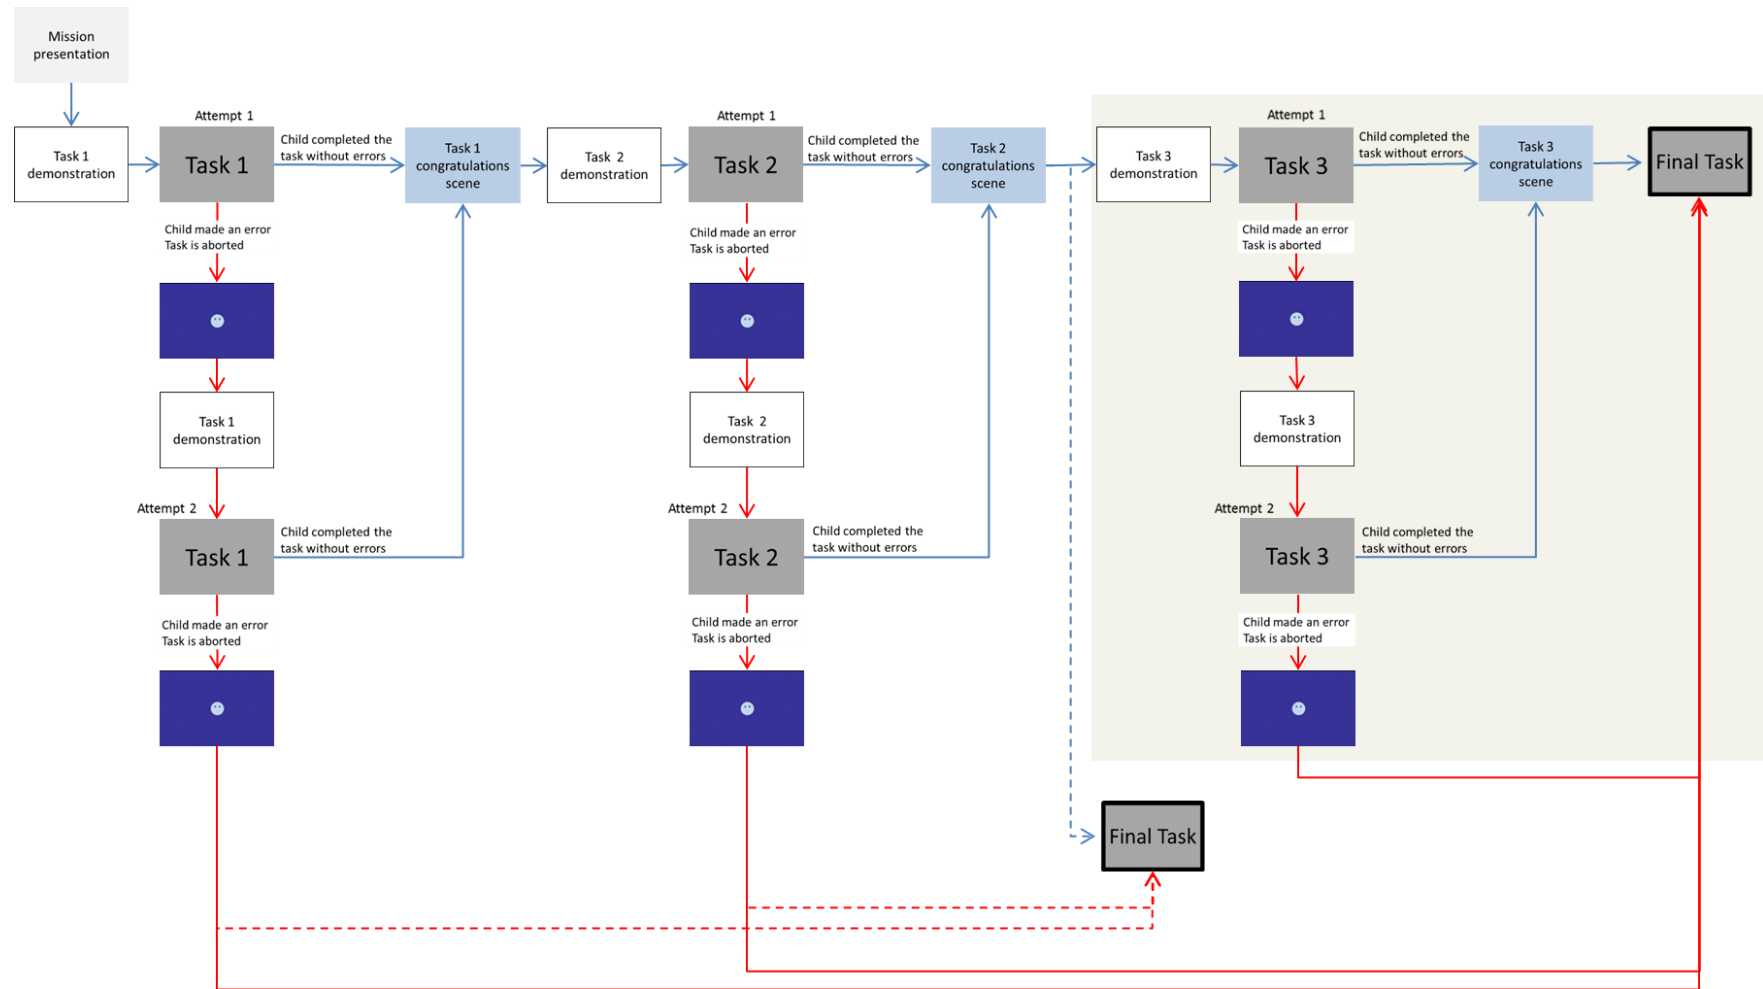 Mission
presentation
Task 1
demonstration
Attempt 1
Task 1
Child completed the
task without errors
Task 1
congratulations
scene
Task 2
demonstration
Attempt 1
Task 2
Child completed the
task without errors
Task 2
congratulations
scene
Task 3
demonstration
Attempt 1
Task 3
Child completed the
task without errors
Task 3
congratulations
scene
Final Task
Child made an error
Task is aborted
Child made an error
Task is aborted
Child made an error
Task is aborted
Task 1
demonstration
Task 2
demonstration
Task 3
demonstration
Attempt 2
Task 1
Child completed the
task without errors
Attempt 2
Task 2
Child completed the
task without errors
Attempt 2
Task 3
Child completed the
task without errors
Child made an error
Task is aborted
Child made an error
Task is aborted
Child made an error
Task is aborted
Final Task